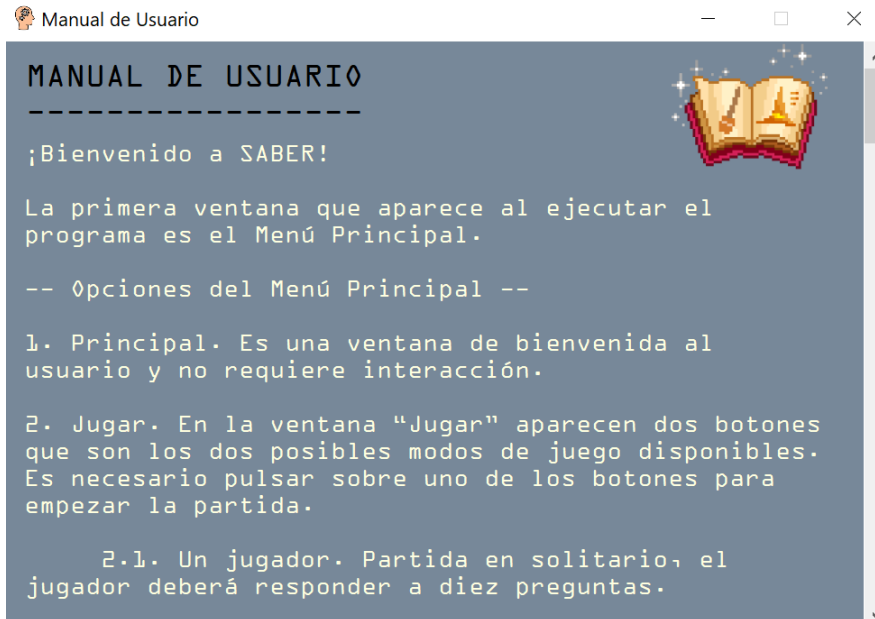 Manual de Usuario
MANUAL DE USUARIO
-----------------
¡Bienvenido a SABER!
La primera ventana que aparece al ejecutar el
programa es el Menú Principal.
-- Opciones del Menú Principal --
1. Principal. Es una ventana de bienvenida al
usuario y no requiere interacción.
2. Jugar. En la ventana “Jugar” aparecen dos botones
que son los dos posibles modos de juego disponibles.
Es necesario pulsar sobre uno de los botones para
empezar la partida.
2.1. Un jugador. Partida en solitario, el
jugador deberá responder a diez preguntas.